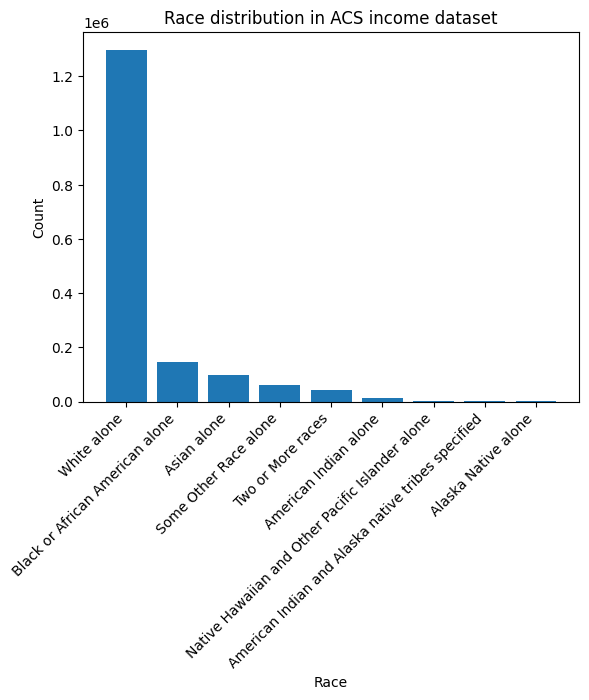 Race distribution in ACS income dataset
1e6
1.2
1.0
0.8
0.6
0.4
0.2
0.0
Count
White alone
Black or African American alone
Asian alone
Some Other Race alone
Two or More races
American Indian alone
Native Hawaiian and Other Pacific Islander alone
American Indian and Alaska native tribes specified
Alaska Native alone
Race